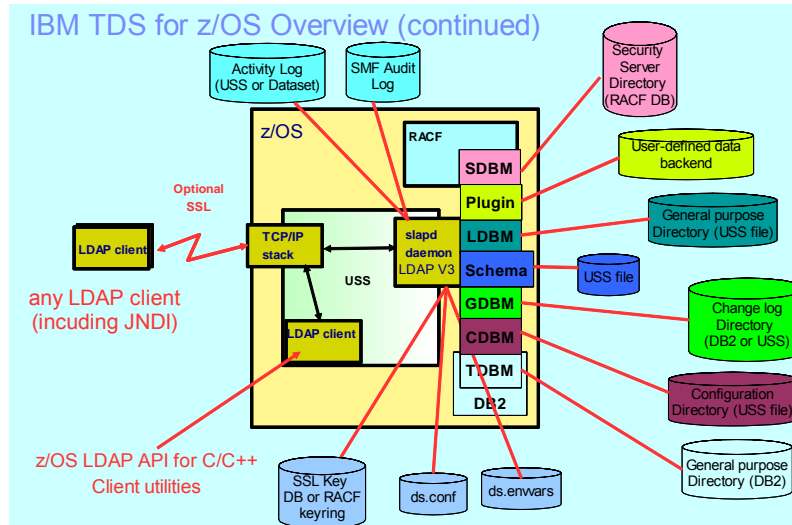 IBM TDS for z/OS Overview (continued)
Activity Log
(USS or Dataset)
SMF Audit
Log
Security
Server
Directory
(RACF DB)
z/OS
RACF
User-defined data
backend
SDBM
Plugin
General purpose
Directory (USS file)
Optional
SSL
LDAP client
TCP/IP
stack
slapd
daemon
LDAP V3
LDBM
USS
Schema
USS file
any LDAP client
(incuding JNDI)
GDBM
Change log
Directory
(DB2 or USS)
LDAP client
CDBM
TDBM
DB2
Configuration
Directory (USS file)
z/OS LDAP API for C/C++
Client utilities
SSL Key
DB or RACF
keyring
ds.conf
ds.envvars
General purpose
Directory (DB2)